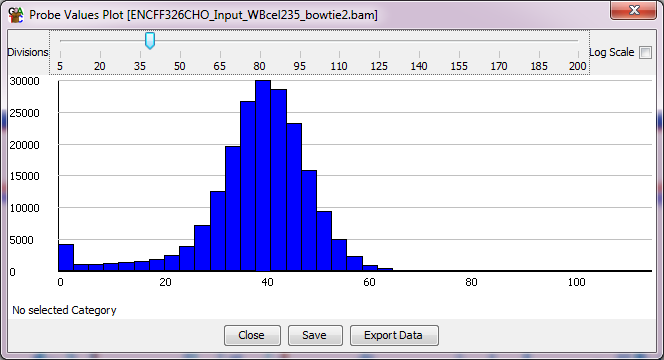 Probe Values Plot [ENCFF326CHO_Input_WBcel235_bowtie2.bam]
Divisions
5 20 35 50 65 80 95 110 125 140 155 170 185 200
Log Scale
30000
25000
20000
15000
10000
5000
0
0 20 40 60 80 100
No selected Category
Close Save Export Data